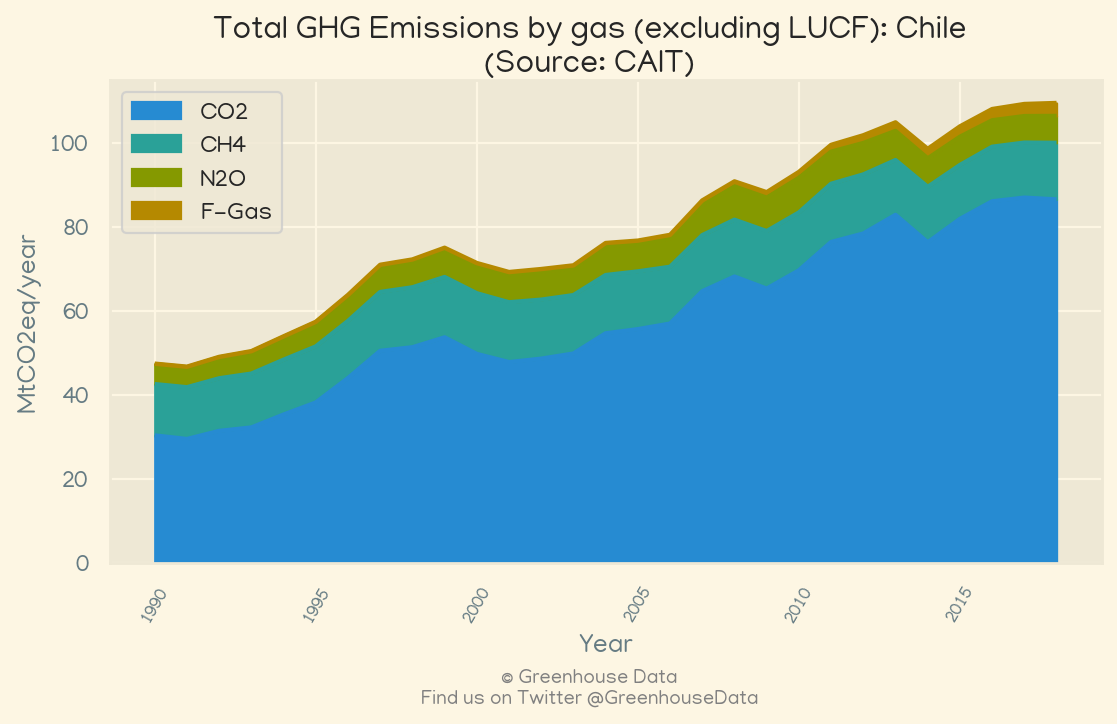 Total GHG Emissions by gas (excluding LUCF): Chile
(Source: CAIT)
CO2
CH4
N2O
F-Gas
MtCO2eq/year
100
80
60
40
20
0
1990
1995
2000
2005
2010
2015
Year
© Greenhouse Data
Find us on Twitter @GreenhouseData